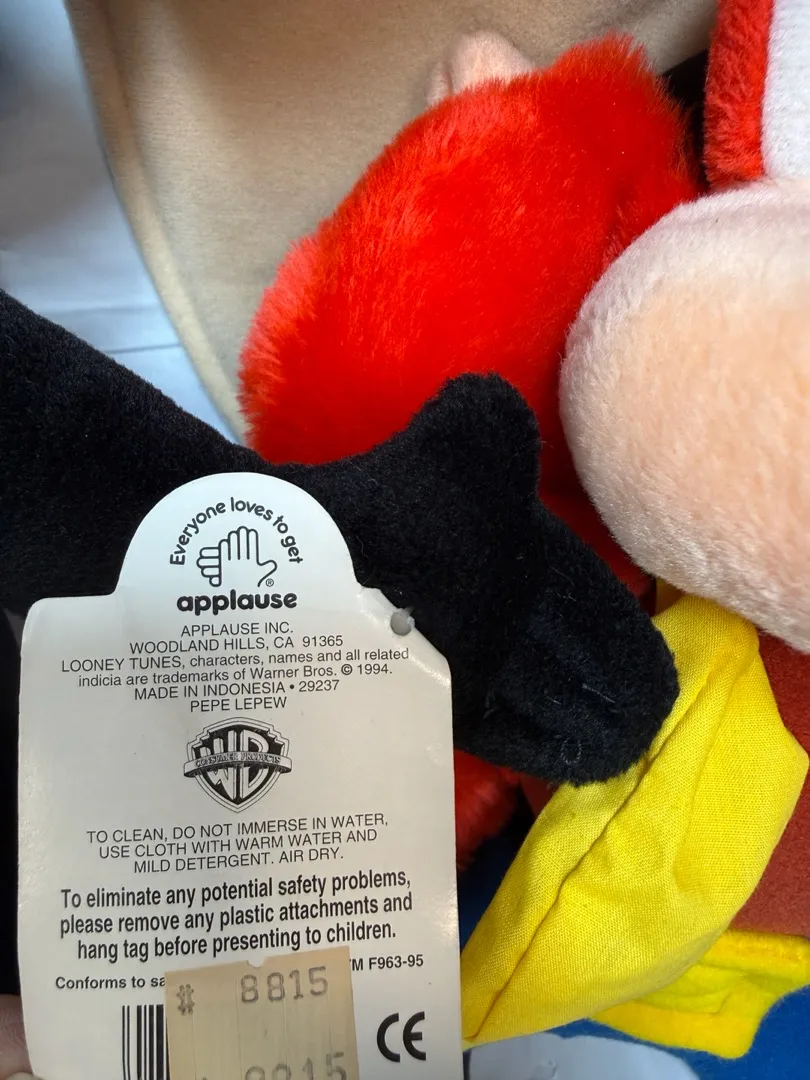 Everyone loves to get
®
applause
APPLAUSE INC.
WOODLAND HILLS, CA 91365
LOONEY TUNES, characters, names and all related
indicia are trademarks of Warner Bros. © 1994.
MADE IN INDONESIA • 29237
PEPE LEPEW
WB
CONSUMER PRODUCTS
TO CLEAN, DO NOT IMMERSE IN WATER,
USE CLOTH WITH WARM WATER AND
MILD DETERGENT. AIR DRY.
To eliminate any potential safety problems,
please remove any plastic attachments and
hang tag before presenting to children.
Conforms to sa TM F963-95
# 8815
CE